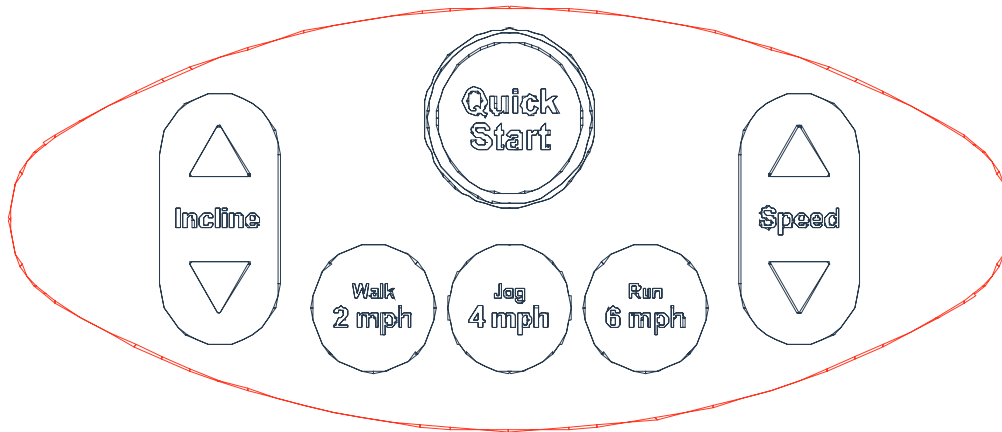 Quick
Start
Incline
Speed
Walk
2 mph
Jog
4 mph
Run
6 mph